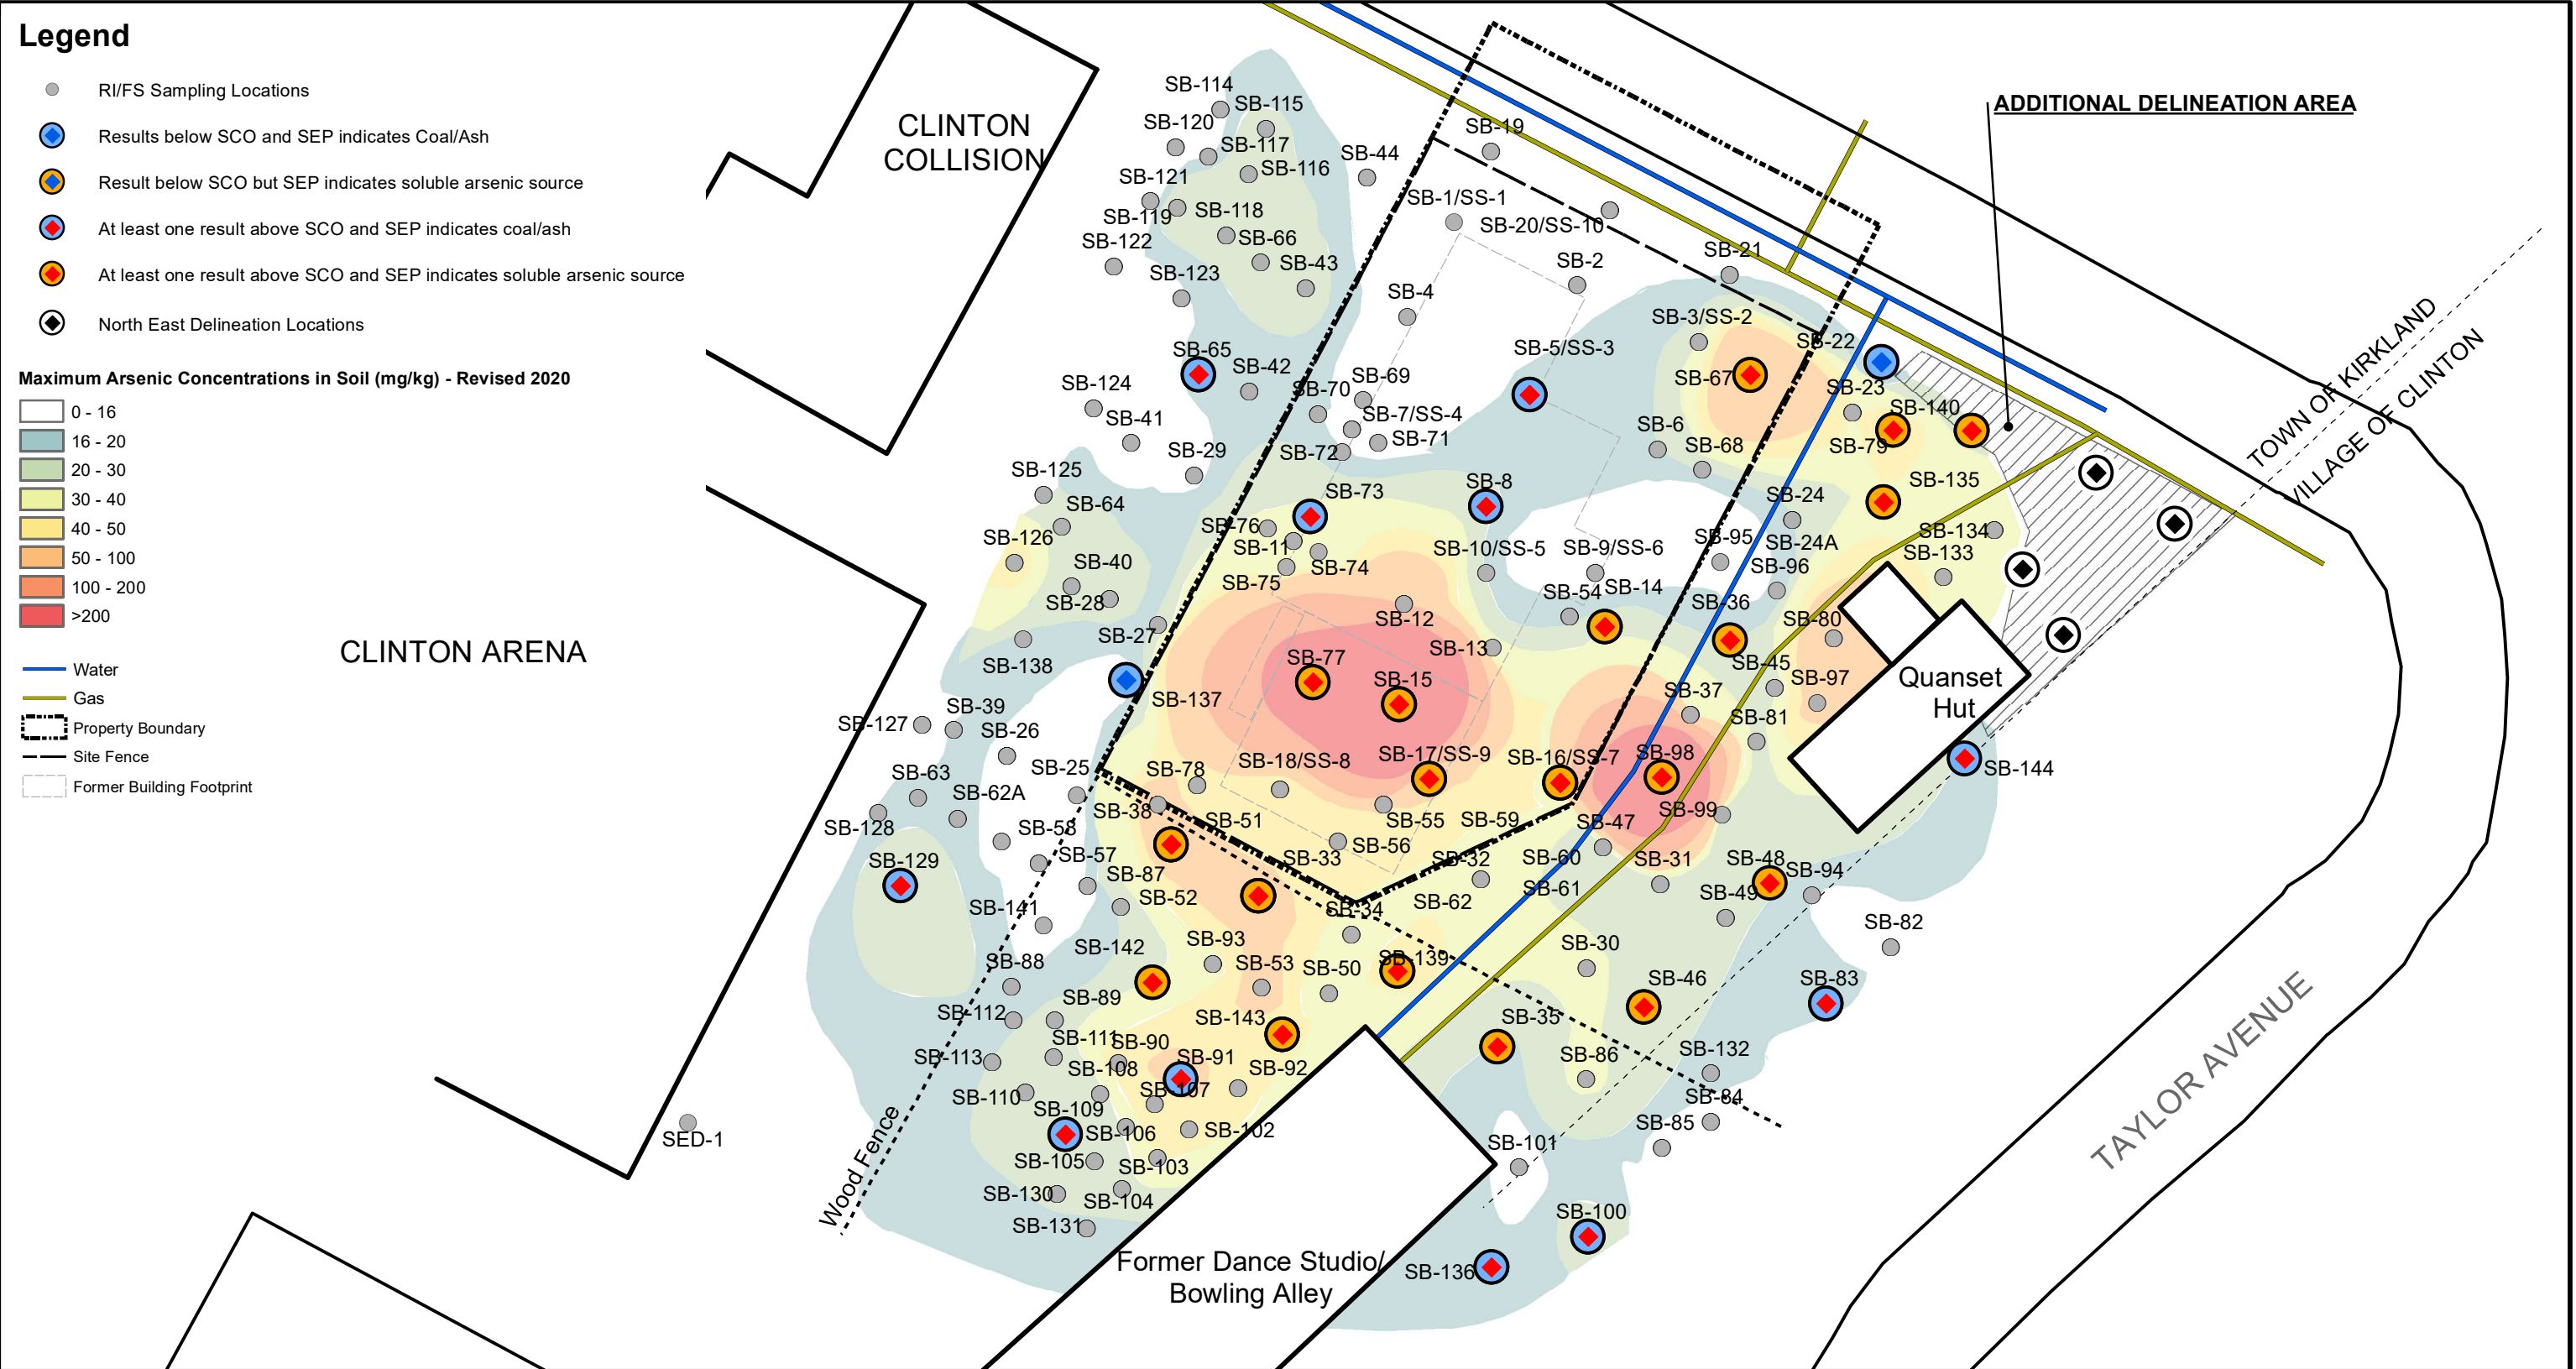 Legend
RI/FS Sampling Locations
Results below SCO and SEP indicates Coal/Ash
Result below SCO but SEP indicates soluble arsenic source
At least one result above SCO and SEP indicates coal/ash
At least one result above SCO and SEP indicates soluble arsenic source
North East Delineation Locations
Maximum Arsenic Concentrations in Soil (mg/kg) - Revised 2020
0 - 16
16 - 20
20 - 30
30 - 40
40 - 50
50 - 100
100 - 200
>200
Water
Gas
Property Boundary
Site Fence
Former Building Footprint
CLINTON
COLLISION
CLINTON ARENA
ADDITIONAL DELINEATION AREA
TOWN OF KIRKLAND
VILLAGE OF CLINTON
TAYLOR AVENUE
Quanset
Hut
Former Dance Studio/
Bowling Alley
Wood Fence
SB-114
SB-115
SB-120
SB-117
SB-116
SB-121
SB-119
SB-118
SB-122
SB-66
SB-123
SB-43
SB-44
SB-19
SB-1/SS-1
SB-20/SS-10
SB-2
SB-21
SB-4
SB-3/SS-2
SB-22
SB-5/SS-3
SB-65
SB-42
SB-70
SB-69
SB-67
SB-23
SB-140
SB-124
SB-41
SB-7/SS-4
SB-71
SB-72
SB-6
SB-68
SB-79
SB-29
SB-125
SB-64
SB-73
SB-8
SB-24
SB-135
SB-126
SB-76
SB-11
SB-74
SB-75
SB-10/SS-5
SB-9/SS-6
SB-95
SB-24A
SB-134
SB-133
SB-96
SB-40
SB-28
SB-27
SB-54
SB-14
SB-36
SB-80
SB-12
SB-13
SB-138
SB-77
SB-15
SB-45
SB-97
SB-137
SB-37
SB-81
SB-127
SB-39
SB-26
SB-25
SB-78
SB-18/SS-8
SB-17/SS-9
SB-16/SS-7
SB-98
SB-144
SB-63
SB-62A
SB-38
SB-51
SB-55
SB-59
SB-47
SB-99
SB-128
SB-58
SB-57
SB-33
SB-56
SB-32
SB-60
SB-31
SB-48
SB-129
SB-87
SB-52
SB-61
SB-49
SB-94
SB-141
SB-34
SB-62
SB-82
SB-142
SB-93
SB-53
SB-50
SB-139
SB-30
SB-88
SB-46
SB-83
SB-89
SB-112
SB-143
SB-35
SB-111
SB-90
SB-91
SB-92
SB-86
SB-132
SB-113
SB-108
SB-107
SB-110
SB-109
SB-84
SB-106
SB-102
SB-85
SB-101
SB-105
SB-103
SB-130
SB-104
SB-131
SB-100
SB-136
SED-1